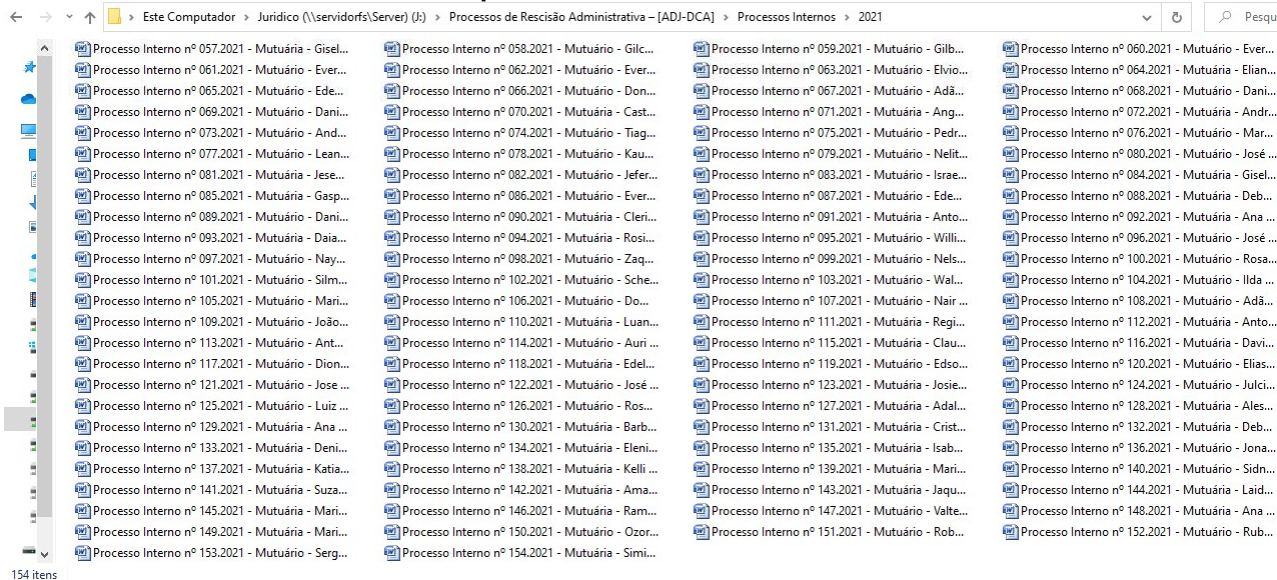 Este Computador > Jurídico (\\servidorfs\Server) (J:) > Processos de Rescisão Administrativa – [ADJ-DCA] > Processos Internos > 2021 Pesqu
Processo Interno nº 057.2021 - Mutuária - Gisel... Processo Interno nº 058.2021 - Mutuário - Gilc... Processo Interno nº 059.2021 - Mutuário - Gilb... Processo Interno nº 060.2021 - Mutuário - Ever...
Processo Interno nº 061.2021 - Mutuário - Ever... Processo Interno nº 062.2021 - Mutuário - Ever... Processo Interno nº 063.2021 - Mutuário - Elvio... Processo Interno nº 064.2021 - Mutuária - Elian...
Processo Interno nº 065.2021 - Mutuário - Ede... Processo Interno nº 066.2021 - Mutuário - Don... Processo Interno nº 067.2021 - Mutuário - Adã... Processo Interno nº 068.2021 - Mutuário - Dani...
Processo Interno nº 069.2021 - Mutuário - Dani... Processo Interno nº 070.2021 - Mutuária - Cast... Processo Interno nº 071.2021 - Mutuária - Ang... Processo Interno nº 072.2021 - Mutuária - Andr...
Processo Interno nº 073.2021 - Mutuário - And... Processo Interno nº 074.2021 - Mutuário - Tiag... Processo Interno nº 075.2021 - Mutuário - Pedr... Processo Interno nº 076.2021 - Mutuário - Mar...
Processo Interno nº 077.2021 - Mutuário - Lean... Processo Interno nº 078.2021 - Mutuário - Kau... Processo Interno nº 079.2021 - Mutuário - Nelit... Processo Interno nº 080.2021 - Mutuário - José ...
Processo Interno nº 081.2021 - Mutuário - Jese... Processo Interno nº 082.2021 - Mutuário - Jefer... Processo Interno nº 083.2021 - Mutuário - Isaie... Processo Interno nº 084.2021 - Mutuária - Gisel...
Processo Interno nº 085.2021 - Mutuário - Gasp... Processo Interno nº 086.2021 - Mutuário - Ever... Processo Interno nº 087.2021 - Mutuário - Ede... Processo Interno nº 088.2021 - Mutuária - Deb...
Processo Interno nº 089.2021 - Mutuário - Dani... Processo Interno nº 090.2021 - Mutuário - Cleri... Processo Interno nº 091.2021 - Mutuária - Anto... Processo Interno nº 092.2021 - Mutuária - Ana ...
Processo Interno nº 093.2021 - Mutuária - Daia... Processo Interno nº 094.2021 - Mutuária - Rosi... Processo Interno nº 095.2021 - Mutuário - Willi... Processo Interno nº 096.2021 - Mutuário - José ...
Processo Interno nº 097.2021 - Mutuária - Nay... Processo Interno nº 098.2021 - Mutuário - Zaq... Processo Interno nº 099.2021 - Mutuário - Nels... Processo Interno nº 100.2021 - Mutuário - Rosa...
Processo Interno nº 101.2021 - Mutuário - Silm... Processo Interno nº 102.2021 - Mutuário - Sche... Processo Interno nº 103.2021 - Mutuário - Wal... Processo Interno nº 104.2021 - Mutuário - Ilda ...
Processo Interno nº 105.2021 - Mutuário - Mari... Processo Interno nº 106.2021 - Mutuário - Do... Processo Interno nº 107.2021 - Mutuário - Nair ... Processo Interno nº 108.2021 - Mutuário - Adã...
Processo Interno nº 109.2021 - Mutuário - João... Processo Interno nº 110.2021 - Mutuária - Luan... Processo Interno nº 111.2021 - Mutuária - Regi... Processo Interno nº 112.2021 - Mutuária - Anto...
Processo Interno nº 113.2021 - Mutuário - Ant... Processo Interno nº 114.2021 - Mutuário - Auri ... Processo Interno nº 115.2021 - Mutuária - Clau... Processo Interno nº 116.2021 - Mutuária - Davi...
Processo Interno nº 117.2021 - Mutuário - Dion... Processo Interno nº 118.2021 - Mutuária - Edel... Processo Interno nº 119.2021 - Mutuário - Edso... Processo Interno nº 120.2021 - Mutuário - Elias...
Processo Interno nº 121.2021 - Mutuário - Jose ... Processo Interno nº 122.2021 - Mutuário - José ... Processo Interno nº 123.2021 - Mutuária - Josie... Processo Interno nº 124.2021 - Mutuária - Julci...
Processo Interno nº 125.2021 - Mutuário - Luiz ... Processo Interno nº 126.2021 - Mutuário - Ros... Processo Interno nº 127.2021 - Mutuária - Adal... Processo Interno nº 128.2021 - Mutuária - Ales...
Processo Interno nº 129.2021 - Mutuária - Ana ... Processo Interno nº 130.2021 - Mutuária - Barb... Processo Interno nº 131.2021 - Mutuária - Crist... Processo Interno nº 132.2021 - Mutuária - Deb...
Processo Interno nº 133.2021 - Mutuária - Deni... Processo Interno nº 134.2021 - Mutuária - Eleni... Processo Interno nº 135.2021 - Mutuária - Isab... Processo Interno nº 136.2021 - Mutuário - Jona...
Processo Interno nº 137.2021 - Mutuária - Katia... Processo Interno nº 138.2021 - Mutuária - Kelli ... Processo Interno nº 139.2021 - Mutuária - Mari... Processo Interno nº 140.2021 - Mutuária - Simo...
Processo Interno nº 141.2021 - Mutuária - Suza... Processo Interno nº 142.2021 - Mutuária - Ama... Processo Interno nº 143.2021 - Mutuária - Jaqu... Processo Interno nº 144.2021 - Mutuária - Laid...
Processo Interno nº 145.2021 - Mutuária - Mari... Processo Interno nº 146.2021 - Mutuária - Ram... Processo Interno nº 147.2021 - Mutuário - Valte... Processo Interno nº 148.2021 - Mutuária - Ana ...
Processo Interno nº 149.2021 - Mutuária - Mari... Processo Interno nº 150.2021 - Mutuário - Ozor... Processo Interno nº 151.2021 - Mutuário - Rob... Processo Interno nº 152.2021 - Mutuário - Rub...
Processo Interno nº 153.2021 - Mutuário - Serg... Processo Interno nº 154.2021 - Mutuária - Simi...
154 itens